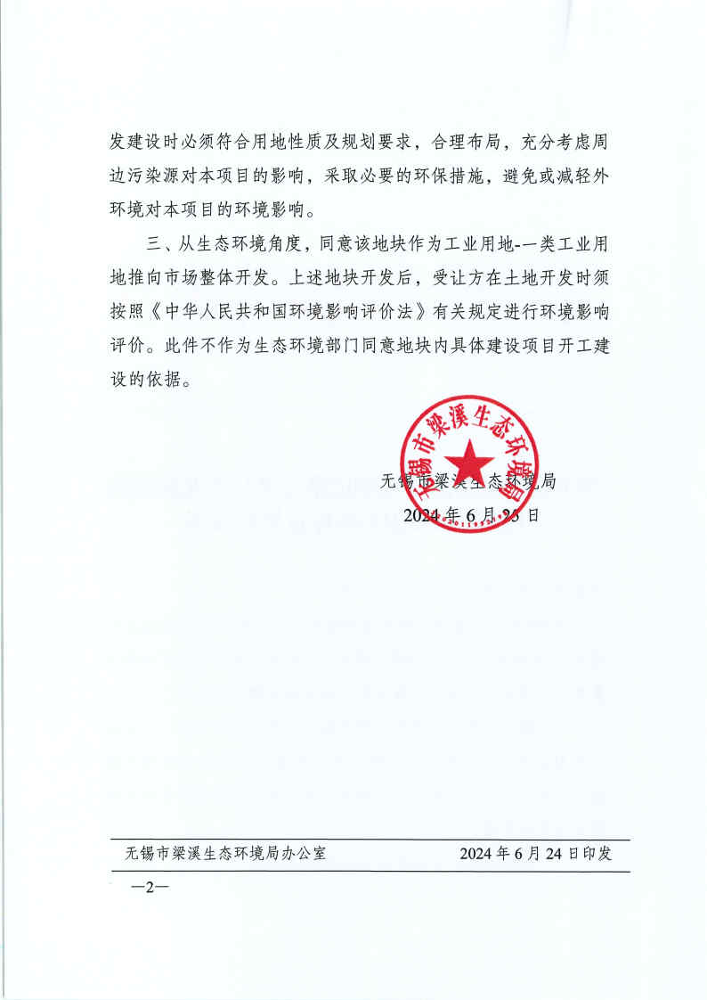 发建设时必须符合用地性质及规划要求，合理布局，充分考虑周
边污染源对本项目的影响，采取必要的环保措施，避免或减轻外
环境对本项目的环境影响。
三、从生态环境角度，同意该地块作为工业用地-一类工业用
地推向市场整体开发。上述地块开发后，受让方在土地开发时须
按照《中华人民共和国环境影响评价法》有关规定进行环境影响
评价。此件不作为生态环境部门同意地块内具体建设项目开工建
设的依据。
无锡市梁溪生态环境局
无锡市梁溪生态环境局
2024 年 6 月 日
无锡市梁溪生态环境局办公室 2024 年 6 月 24 日印发
—2—